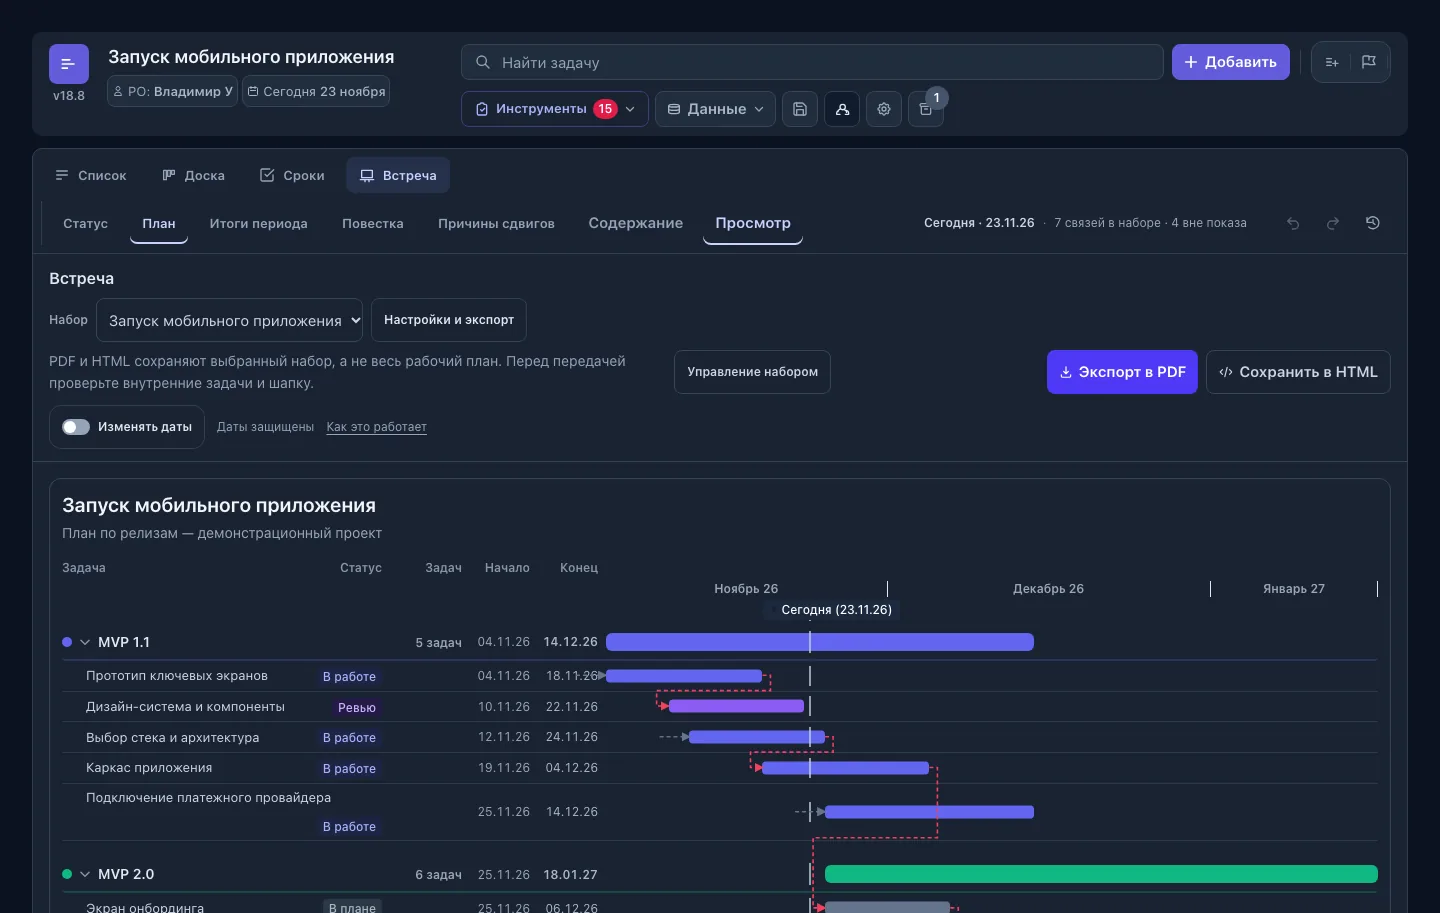 Запуск мобильного приложения
v18.8
PO: Владимир У
Сегодня 23 ноября
Найти задачу
Добавить
Инструменты 15
Данные
1
Список
Доска
Сроки
Встреча
Статус
План
Итоги периода
Повестка
Причины сдвигов
Содержание
Просмотр
Сегодня · 23.11.26 · 7 связей в наборе · 4 вне показа
Встреча
Набор
Запуск мобильного приложения
Настройки и экспорт
PDF и HTML сохраняют выбранный набор, а не весь рабочий план. Перед передачей
проверьте внутренние задачи и шапку.
Управление набором
Экспорт в PDF
Сохранить в HTML
Изменять даты
Даты защищены
Как это работает
Запуск мобильного приложения
План по релизам — демонстрационный проект
Задача Статус Задач Начало Конец
Ноябрь 26 Декабрь 26 Январь 27
Сегодня (23.11.26)
MVP 1.1 5 задач 04.11.26 14.12.26
Прототип ключевых экранов В работе 04.11.26 18.11.26
Дизайн-система и компоненты Ревью 10.11.26 22.11.26
Выбор стека и архитектура В работе 12.11.26 24.11.26
Каркас приложения В работе 19.11.26 04.12.26
Подключение платежного провайдера
25.11.26 14.12.26
В работе
MVP 2.0 6 задач 25.11.26 18.01.27
Экран онбординга В плане 25.11.26 06.12.26